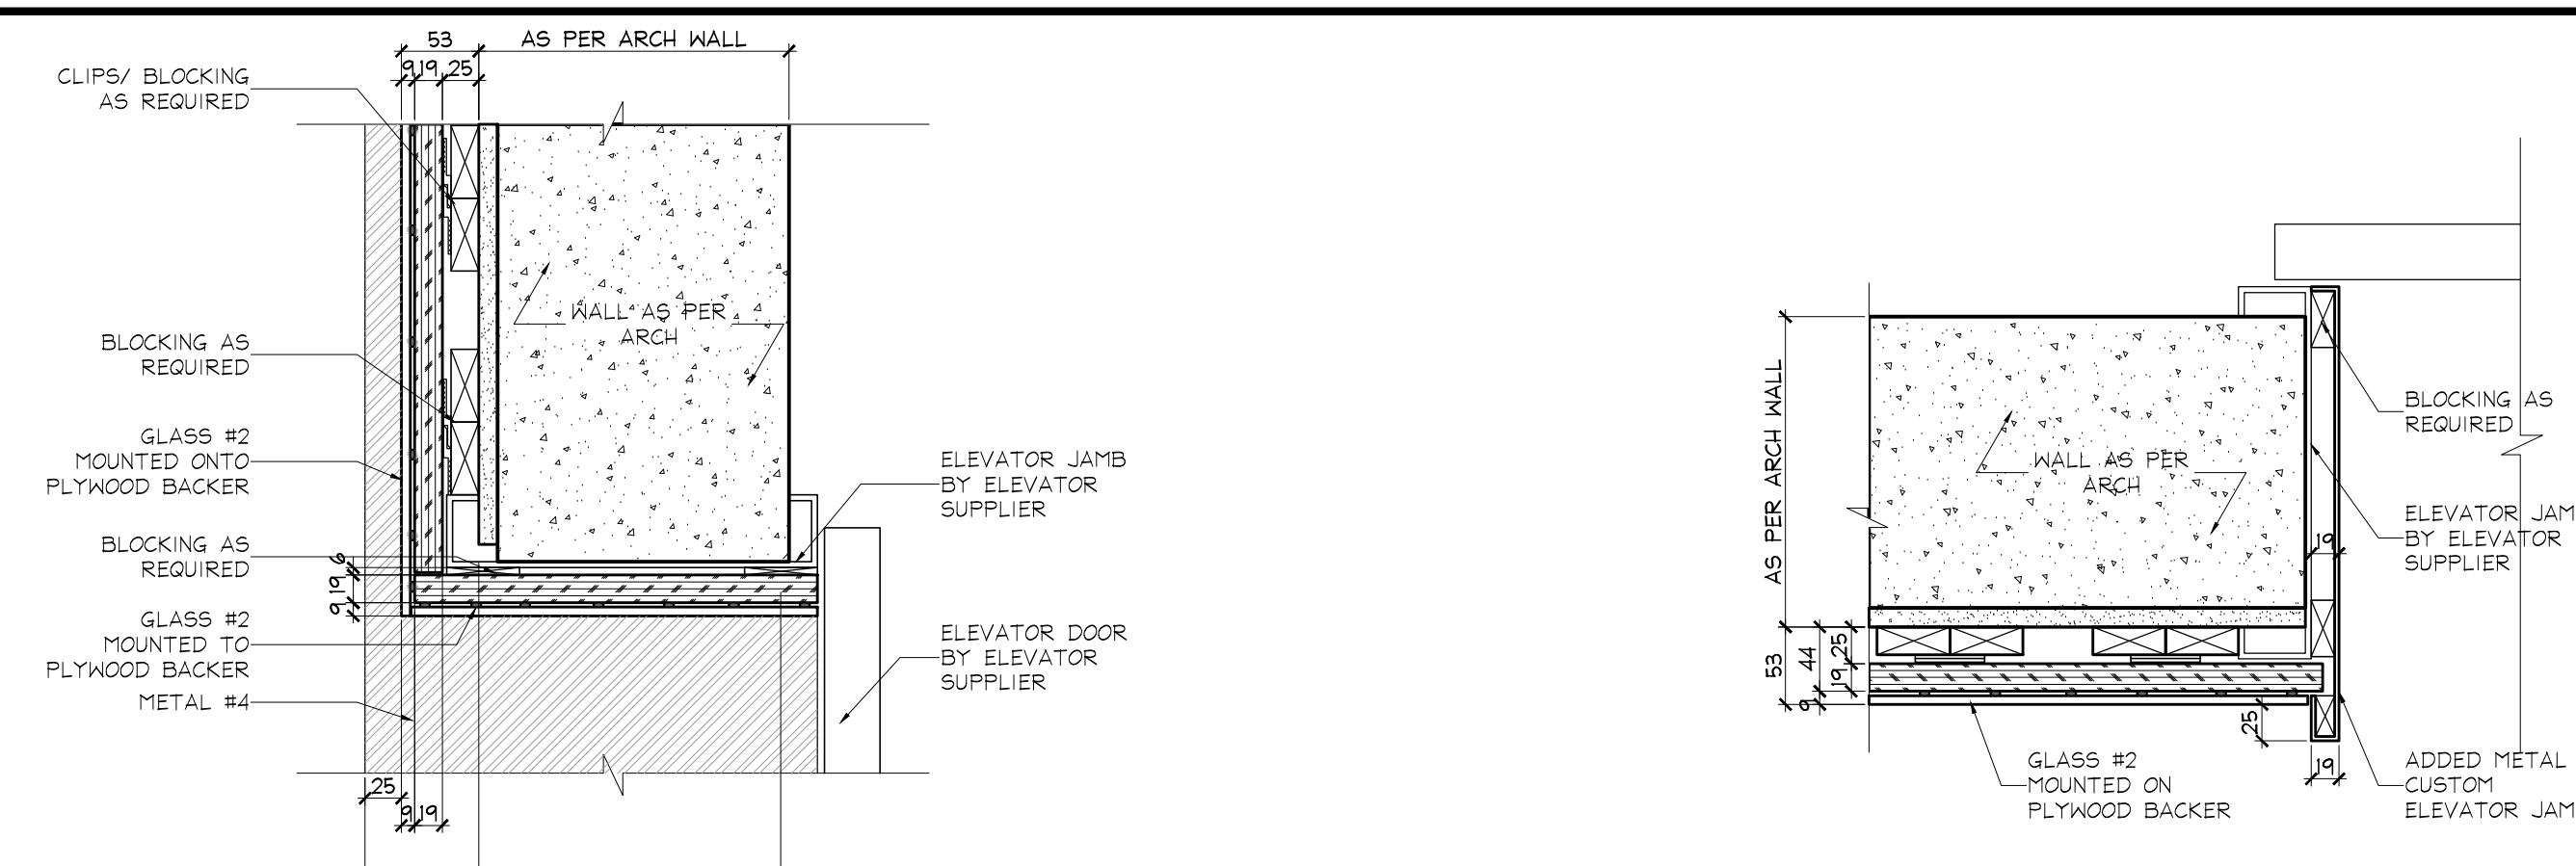 53
AS PER ARCH WALL
9 19 25
CLIPS/ BLOCKING
AS REQUIRED
WALL AS PER
ARCH
BLOCKING AS
REQUIRED
GLASS #2
MOUNTED ONTO
PLYWOOD BACKER
BLOCKING AS
REQUIRED
6
19
9
GLASS #2
MOUNTED TO
PLYWOOD BACKER
METAL #4
ELEVATOR JAMB
BY ELEVATOR
SUPPLIER
ELEVATOR DOOR
BY ELEVATOR
SUPPLIER
25
9 19
AS PER ARCH WALL
WALL AS PER
ARCH
53
44
25
19
9
BLOCKING AS
REQUIRED
19
ELEVATOR JAM
BY ELEVATOR
SUPPLIER
25
19
GLASS #2
MOUNTED ON
PLYWOOD BACKER
ADDED METAL
CUSTOM
ELEVATOR JAM